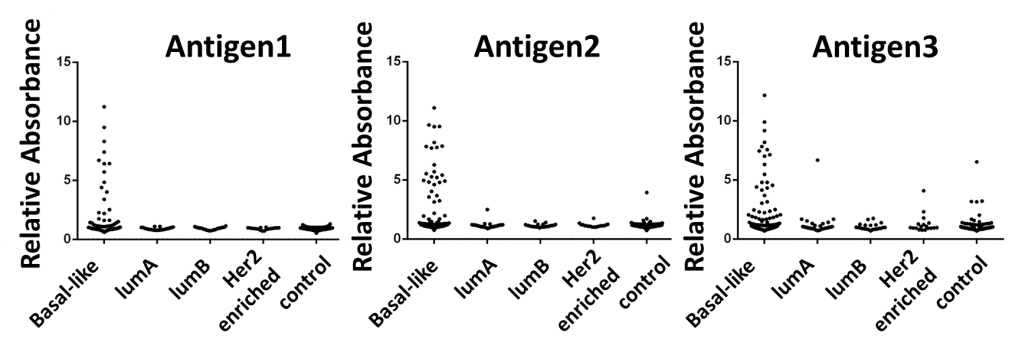 Antigen1
Relative Absorbance
15
10
5
0
Basal-like
lumA
lumB
Her2
enriched
control
Antigen2
Relative Absorbance
15
10
5
0
Basal-like
lumA
lumB
Her2
enriched
control
Antigen3
Relative Absorbance
15
10
5
0
Basal-like
lumA
lumB
Her2
enriched
control